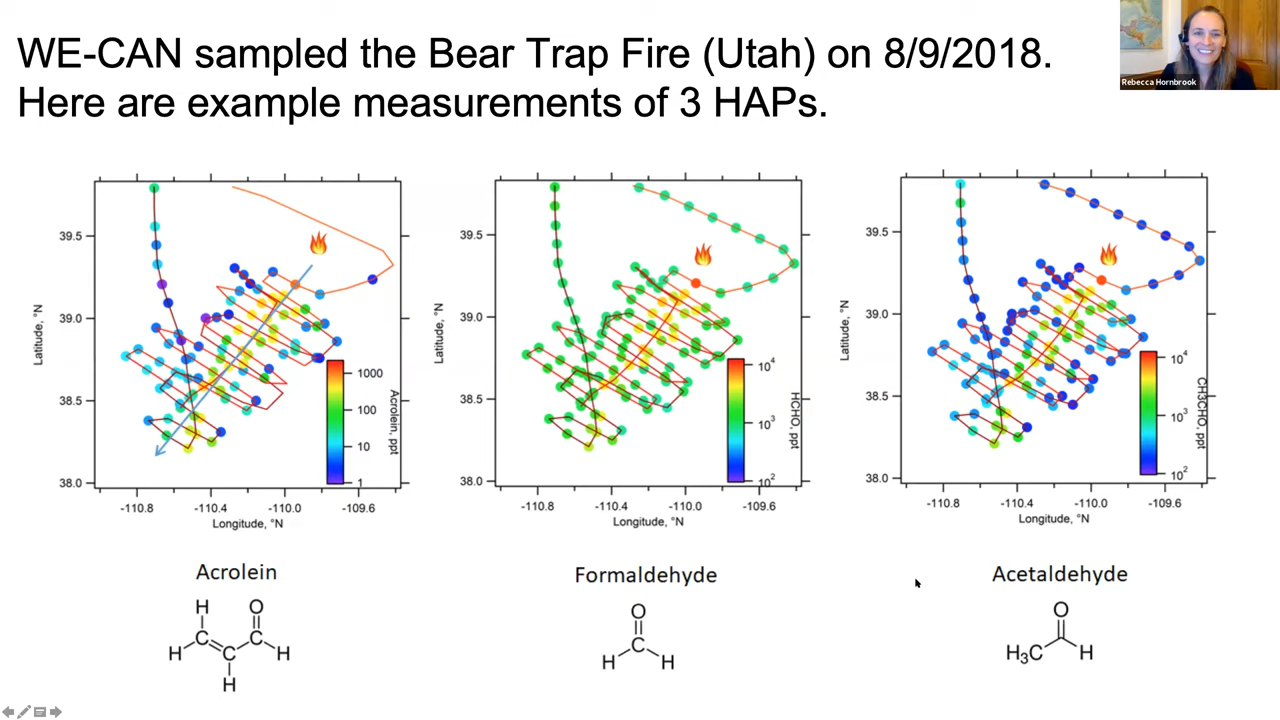 WE-CAN sampled the Bear Trap Fire (Utah) on 8/9/2018.
Here are example measurements of 3 HAPs.
Rebecca Hornbrook
39.5
39.0
38.5
38.0
Latitude, °N
-110.8
-110.4
-110.0
-109.6
Longitude, °N
1000
100
10
1
Acrolein, ppt
39.5
39.0
38.5
38.0
Latitude, °N
-110.8
-110.4
-110.0
-109.6
Longitude, °N
10⁴
10³
10²
HCHO, ppt
39.5
39.0
38.5
38.0
Latitude, °N
-110.8
-110.4
-110.0
-109.6
Longitude, °N
10⁴
10³
10²
CH3CHO, ppt
Acrolein
H O
C C
H C H
H
Formaldehyde
O
C
H H
Acetaldehyde
O
H₃C H